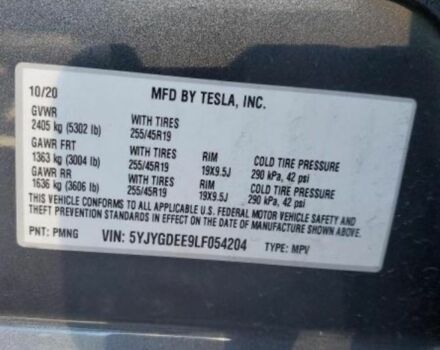 10/20 MFD BY TESLA, INC.
GVWR
2405 kg (5302 lb) WITH TIRES 255/45R19
GAWR FRT
1363 kg (3004 lb) WITH TIRES 255/45R19 RIM 19X9.5J COLD TIRE PRESSURE 290 kPa, 42 psi
GAWR RR
1636 kg (3606 lb) WITH TIRES 255/45R19 RIM 19X9.5J COLD TIRE PRESSURE 290 kPa, 42 psi
THIS VEHICLE CONFORMS TO ALL APPLICABLE U.S. FEDERAL MOTOR VEHICLE SAFETY AND
THEFT PREVENTION STANDARDS IN EFFECT ON THE DATE OF MANUFACTURE SHOWN ABOVE.
PNT: PMNG VIN: 5YJYGDEE9LF054204 TYPE: MPV